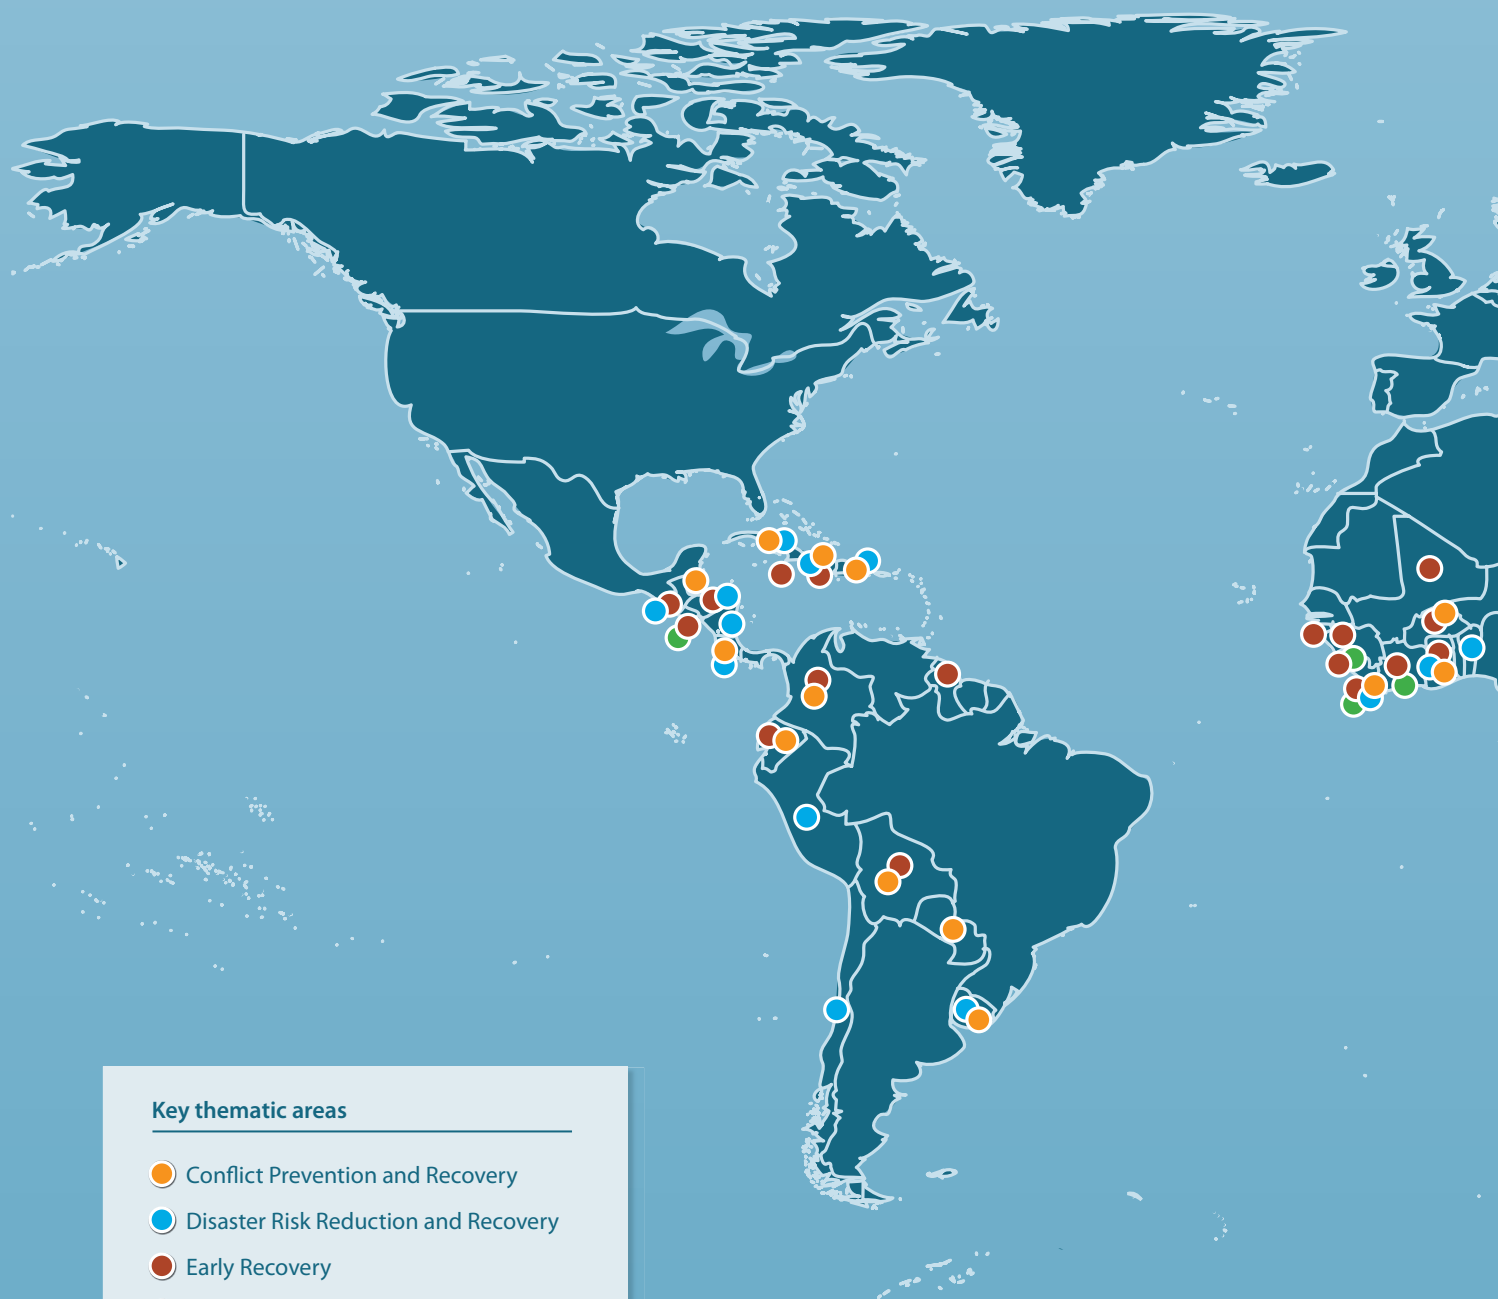 Key thematic areas
Conflict Prevention and Recovery
Disaster Risk Reduction and Recovery
Early Recovery